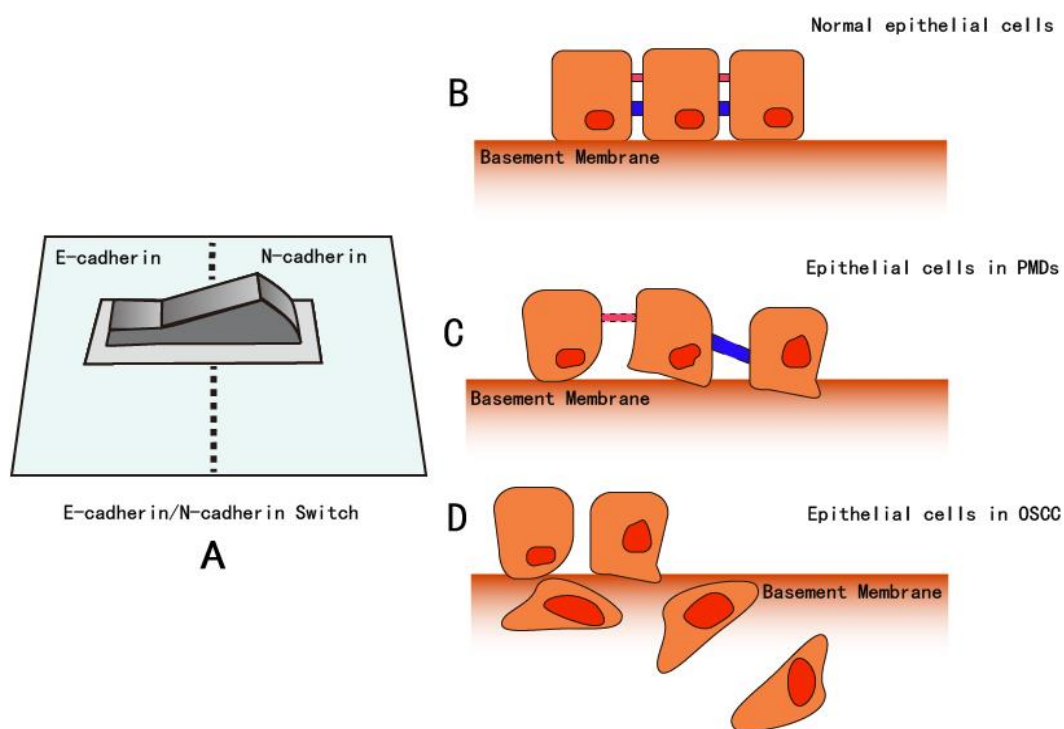 Normal epithelial cells
B
Basement Membrane
E-cadherin
N-cadherin
Epithelial cells in PMDs
C
Basement Membrane
E-cadherin/N-cadherin Switch
A
D
Epithelial cells in OSCC
Basement Membrane